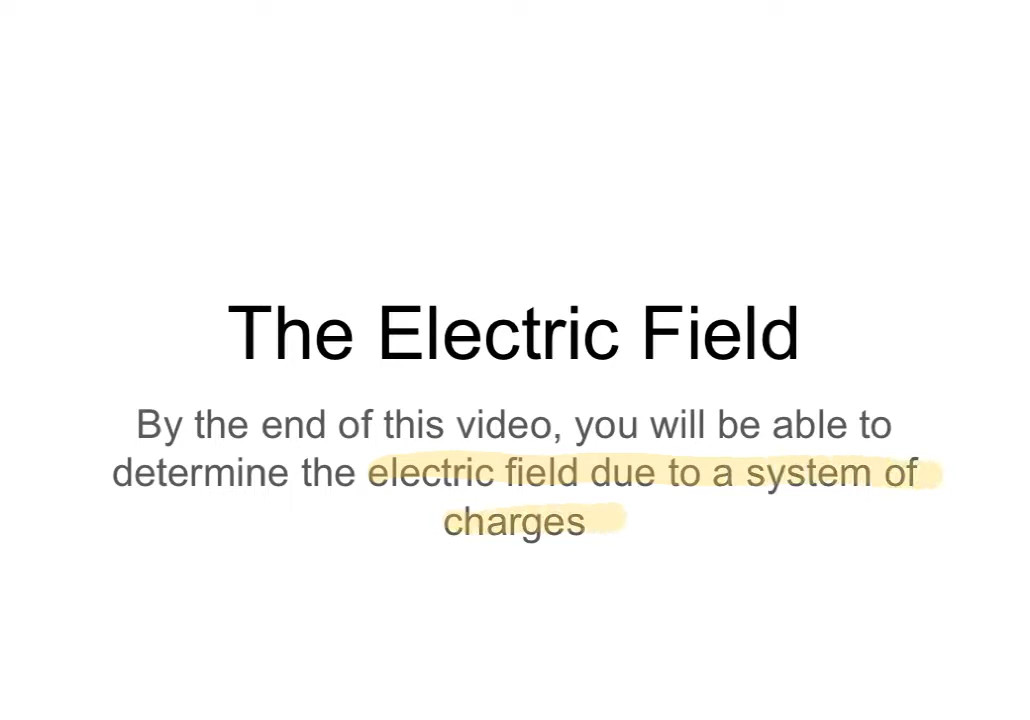 The Electric Field
By the end of this video, you will be able to
determine the electric field due to a system of
charges